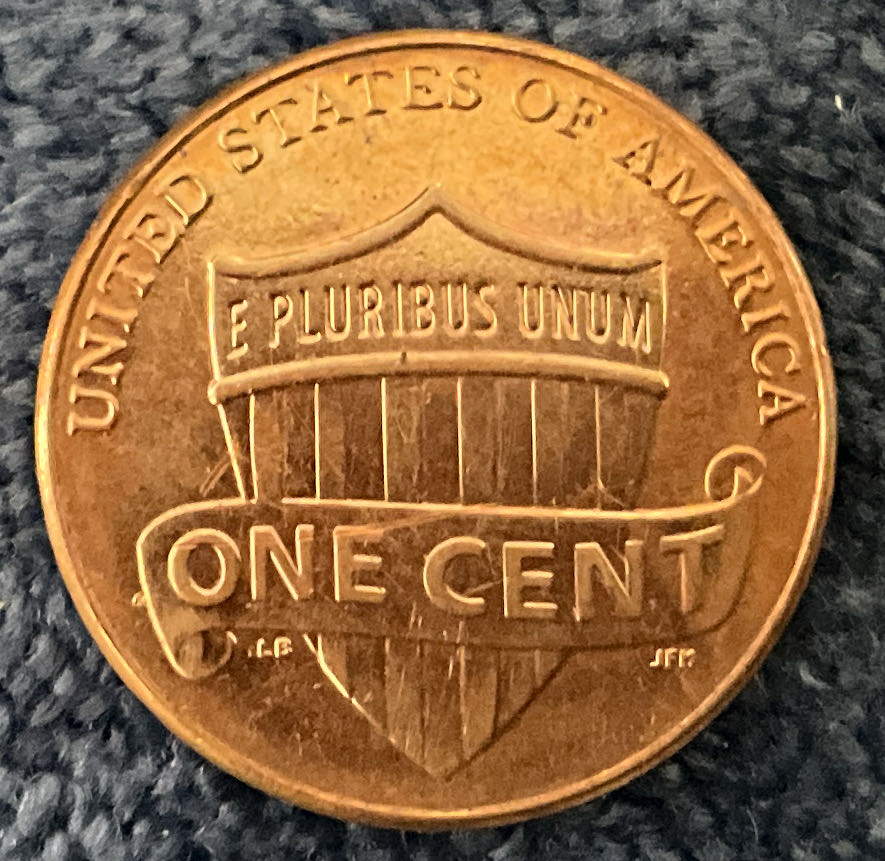 UNITED STATES OF AMERICA
E PLURIBUS UNUM
ONE CENT
LB
JFM